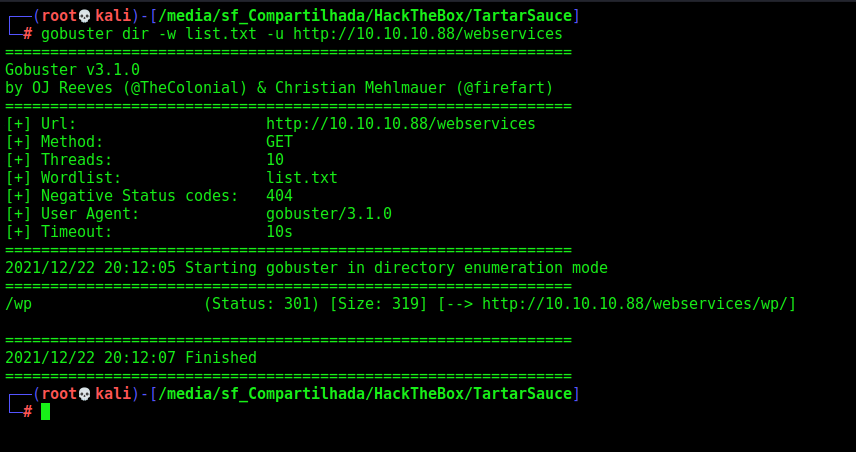 ┌──(root💀kali)-[/media/sf_Compartilhada/HackTheBox/TartarSauce]
└─# gobuster dir -w list.txt -u http://10.10.10.88/webservices
===============================================================
Gobuster v3.1.0
by OJ Reeves (@TheColonial) & Christian Mehlmauer (@firefart)
===============================================================
[+] Url:                     http://10.10.10.88/webservices
[+] Method:                  GET
[+] Threads:                 10
[+] Wordlist:                list.txt
[+] Negative Status codes:   404
[+] User Agent:              gobuster/3.1.0
[+] Timeout:                 10s
===============================================================
2021/12/22 20:12:05 Starting gobuster in directory enumeration mode
===============================================================
/wp                   (Status: 301) [Size: 319] [--> http://10.10.10.88/webservices/wp/]
===============================================================
2021/12/22 20:12:07 Finished
===============================================================
┌──(root💀kali)-[/media/sf_Compartilhada/HackTheBox/TartarSauce]
└─#